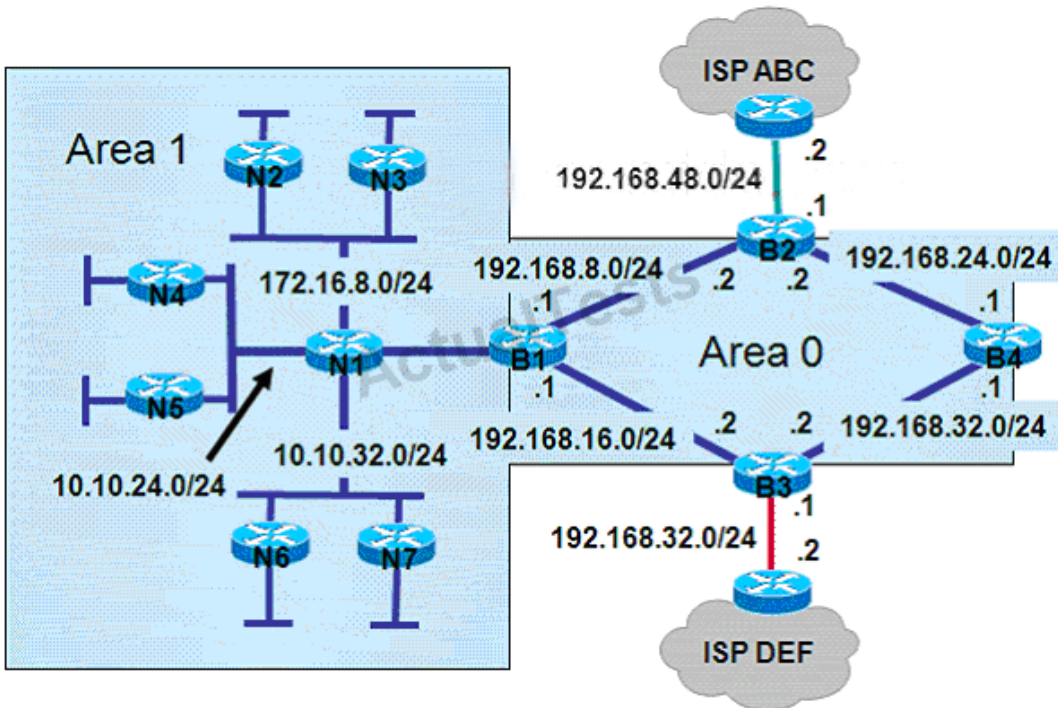 ISP ABC
Area 1
.2
N2
N3
192.168.48.0/24
.1
B2
172.16.8.0/24
192.168.8.0/24
192.168.24.0/24
N4
.2
.2
.1
.1
N1
B1
Area 0
B4
ActualTests
.1
.1
N5
10.10.32.0/24
192.168.16.0/24
.2
.2
192.168.32.0/24
10.10.24.0/24
B3
.1
N6
N7
192.168.32.0/24
.2
ISP DEF